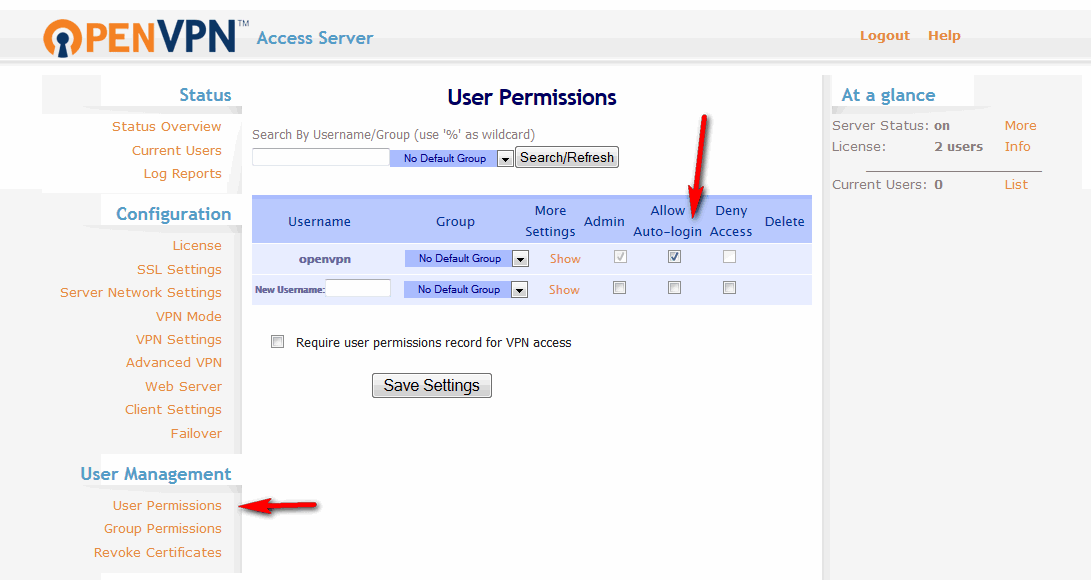 OPENVPN™ Access Server
Logout Help
Status
Status Overview
Current Users
Log Reports
Configuration
License
SSL Settings
Server Network Settings
VPN Mode
VPN Settings
Advanced VPN
Web Server
Client Settings
Failover
User Management
User Permissions
Group Permissions
Revoke Certificates
User Permissions
Search By Username/Group (use '%' as wildcard)
No Default Group Search/Refresh
Username Group More Settings Admin Allow Auto-login Deny Access Delete
openvpn No Default Group Show
New Username: No Default Group Show
Require user permissions record for VPN access
Save Settings
At a glance
Server Status: on More
License: 2 users Info
Current Users: 0 List